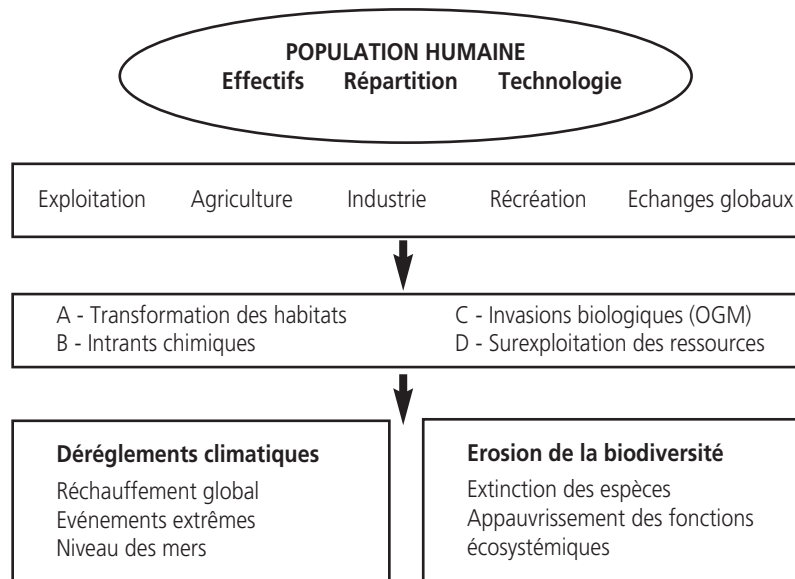 POPULATION HUMAINE
Effectifs Répartition Technologie
Exploitation Agriculture Industrie Récréation Echanges globaux
A - Transformation des habitats
B - Intrants chimiques
C - Invasions biologiques (OGM)
D - Surexploitation des ressources
Déréglements climatiques
Réchauffement global
Evénements extrêmes
Niveau des mers
Erosion de la biodiversité
Extinction des espèces
Appauvrissement des fonctions
écosystémiques